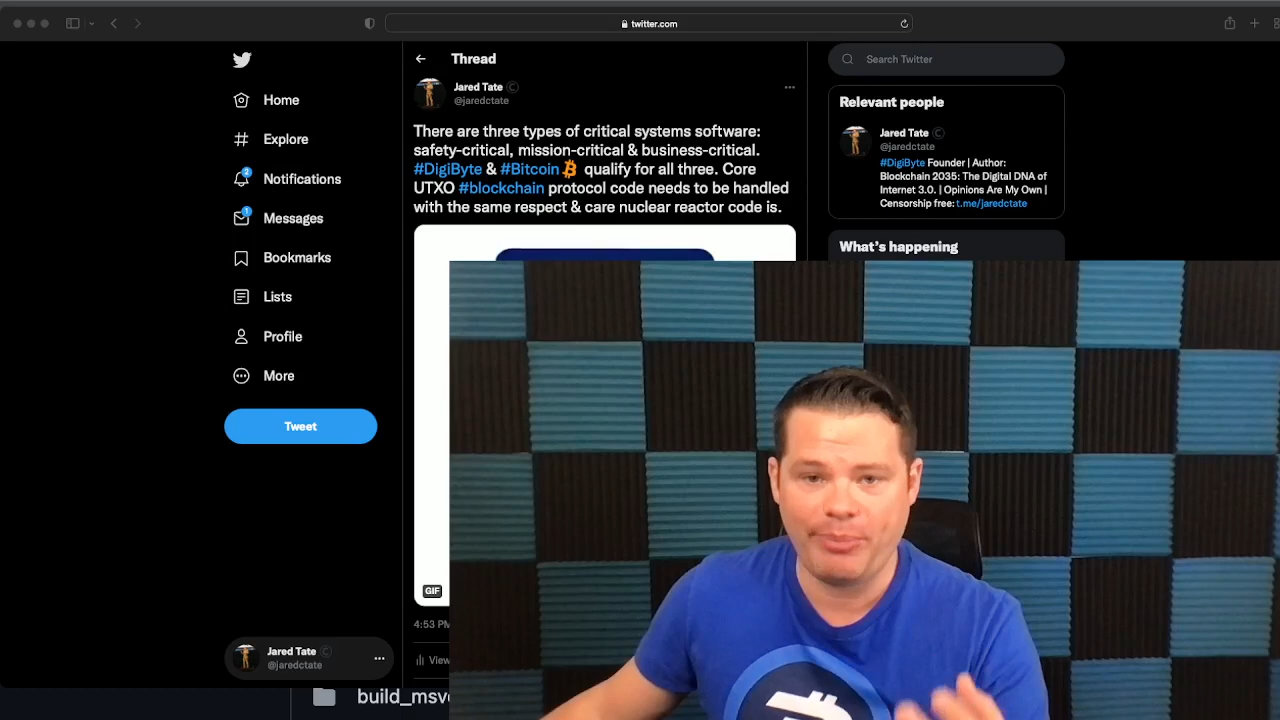 twitter.com
Home
Explore
2
Notifications
1
Messages
Bookmarks
Lists
Profile
More
Tweet
Jared Tate
@jaredctate
Thread
Jared Tate
@jaredctate
There are three types of critical systems software:
safety-critical, mission-critical & business-critical.
#DigiByte & #Bitcoin qualify for all three. Core
UTXO #blockchain protocol code needs to be handled
with the same respect & care nuclear reactor code is.
GIF
4:53 PM
View
Search Twitter
Relevant people
Jared Tate
@jaredctate
#DigiByte Founder | Author:
Blockchain 2035: The Digital DNA of
Internet 3.0. | Opinions Are My Own |
Censorship free: t.me/jaredctate
What's happening
build_msv